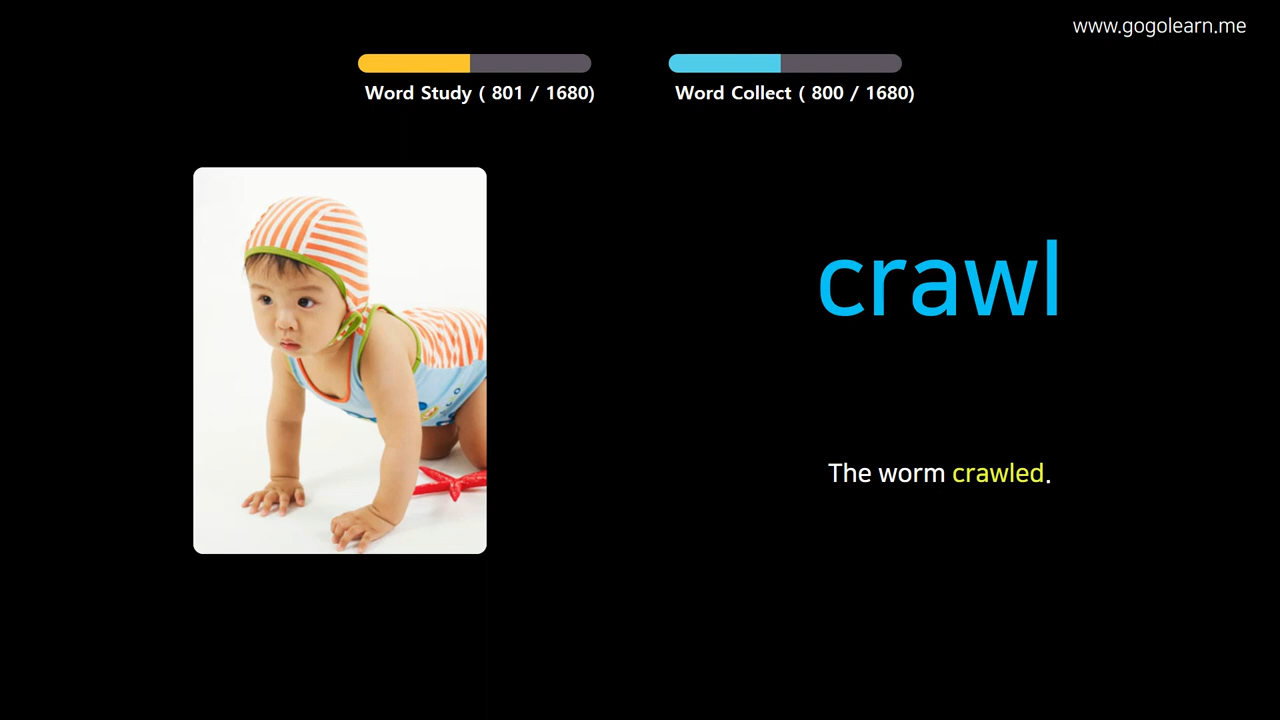 www.gogolearn.me
Word Study ( 801 / 1680)
Word Collect ( 800 / 1680)
crawl
The worm crawled.